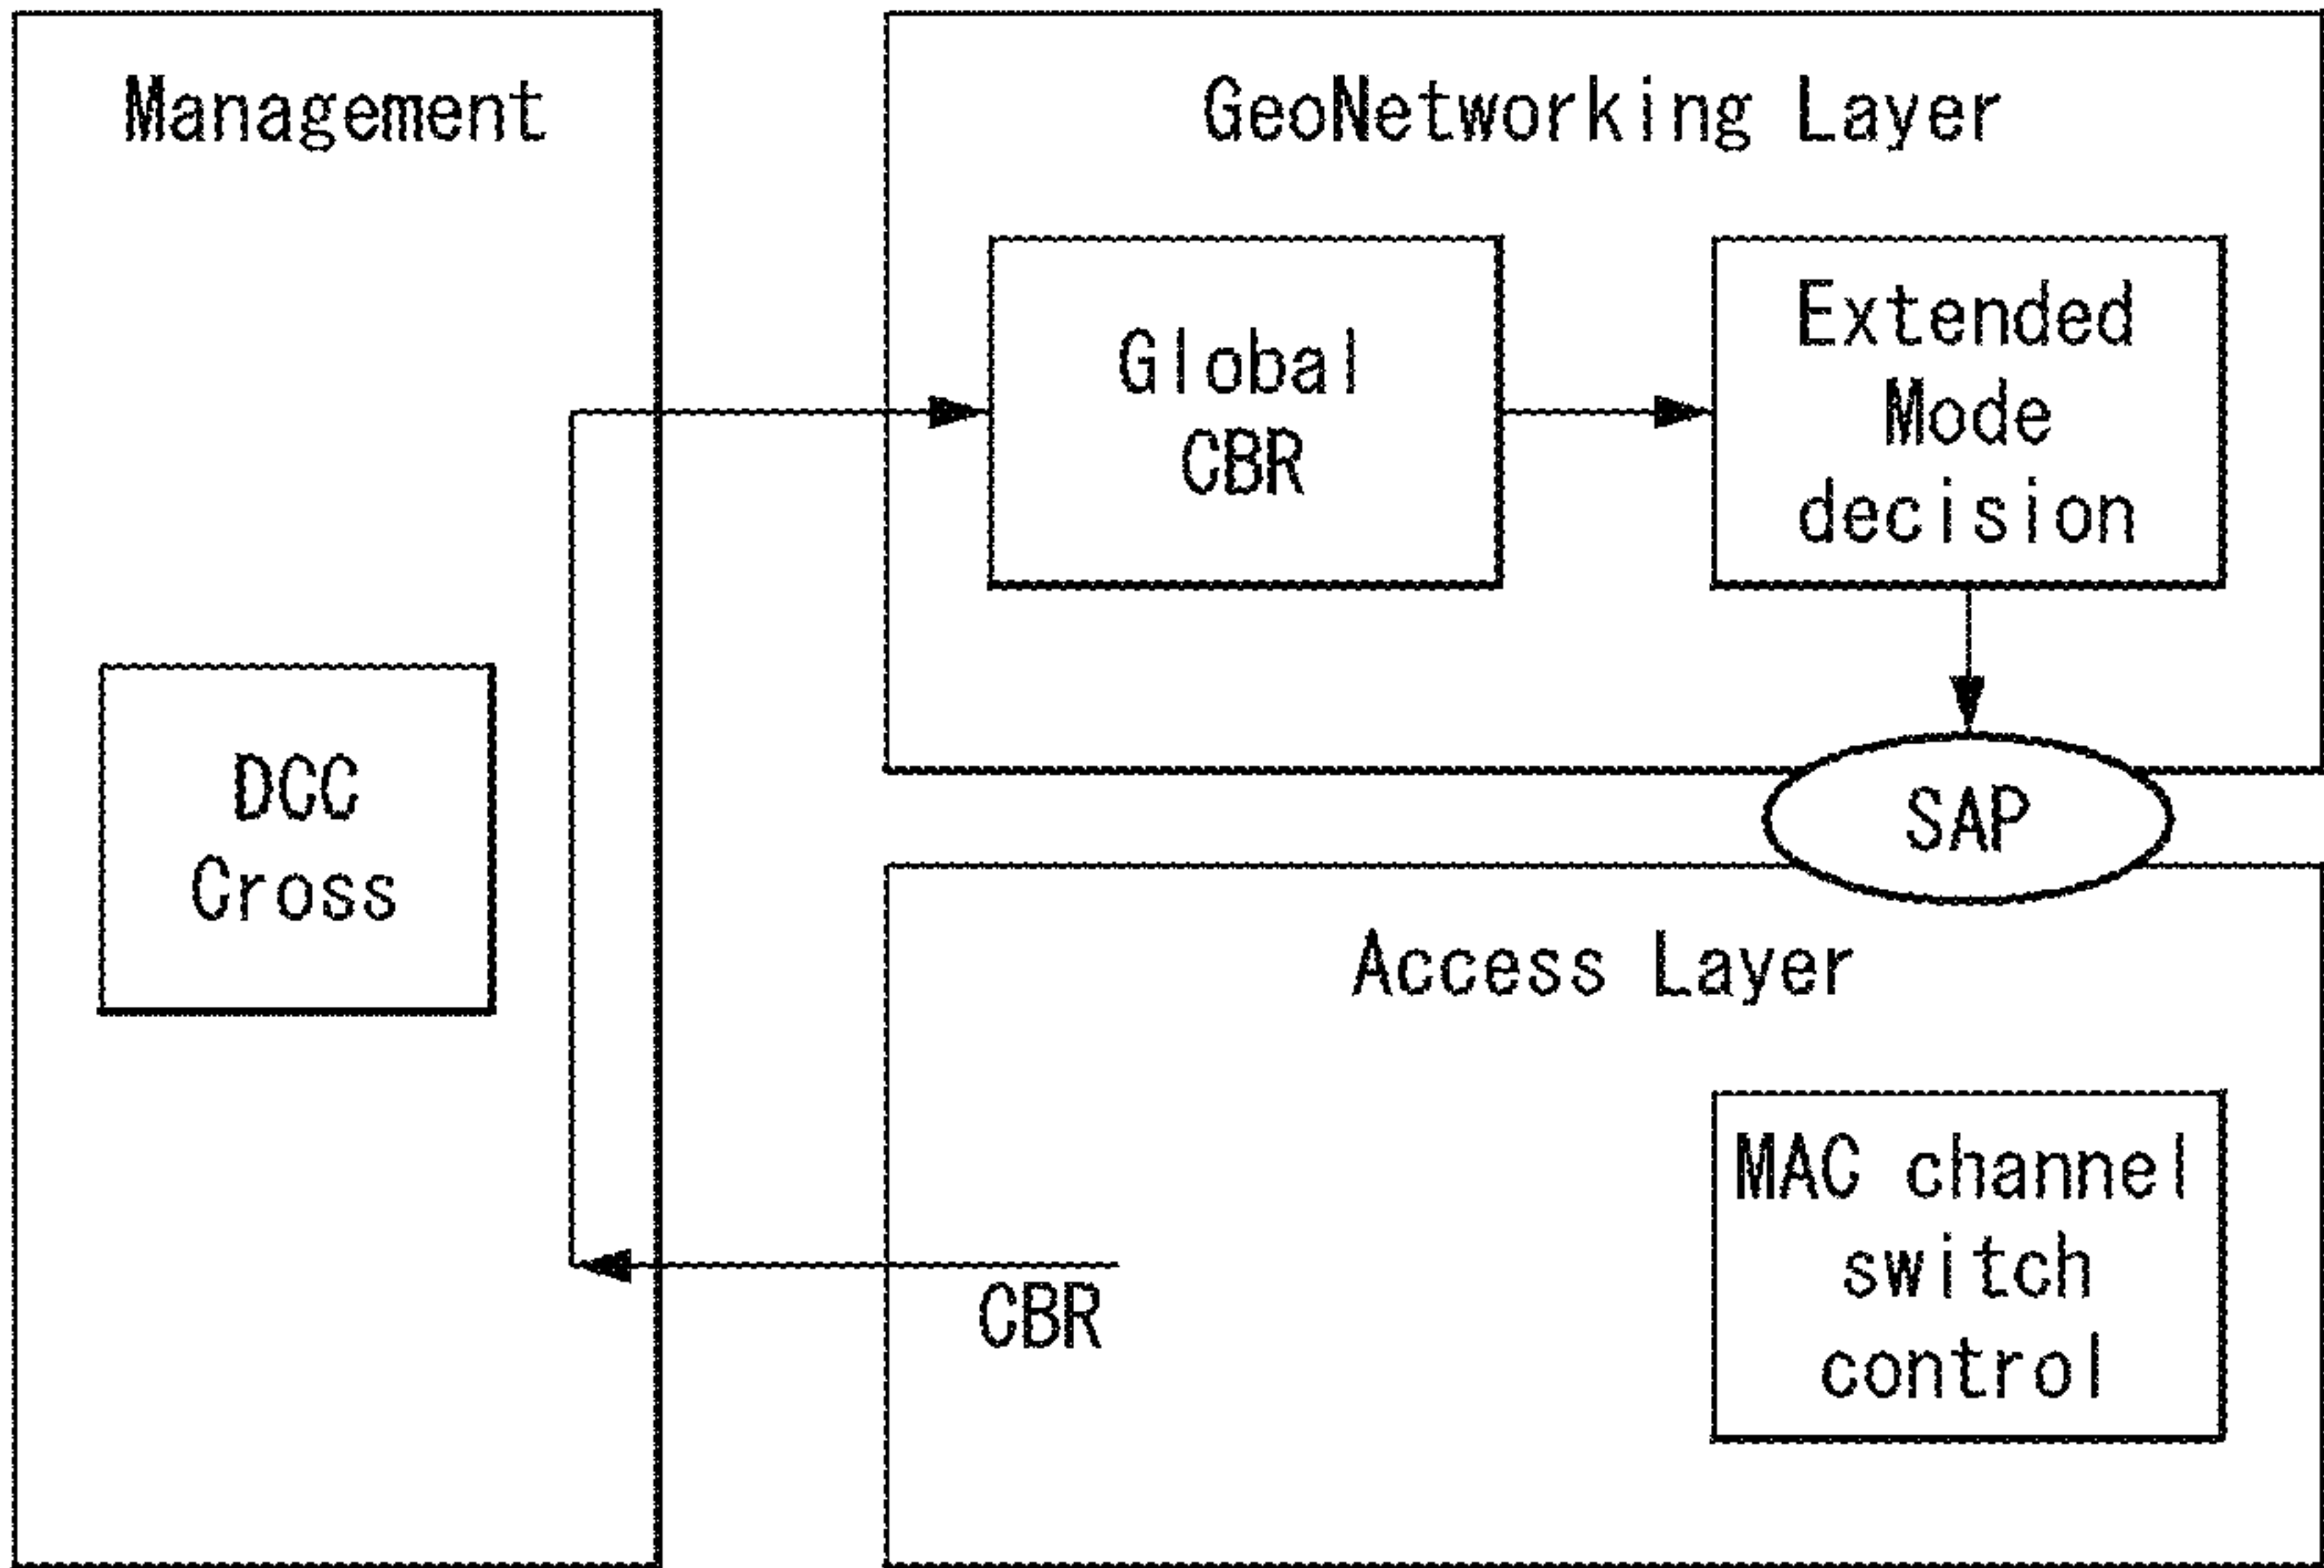 Management
GeoNetworking Layer
Global
CBR
Extended
Mode
decision
DCC
Cross
SAP
Access Layer
MAC channel
switch
control
CBR